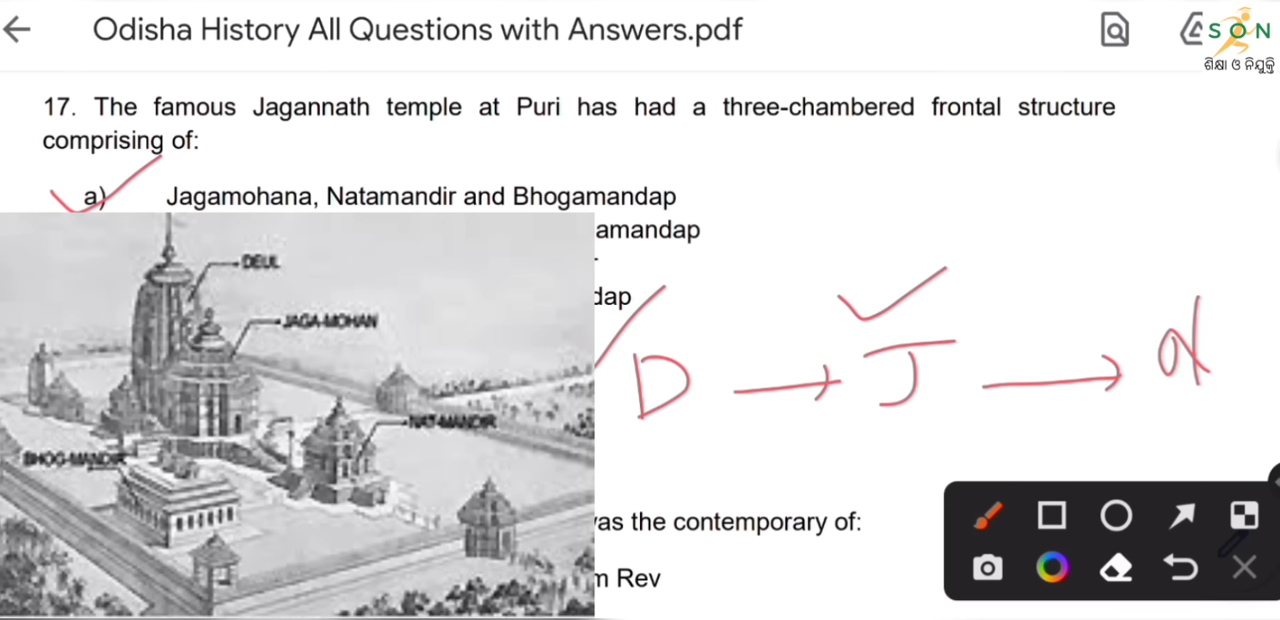 Odisha History All Questions with Answers.pdf
SON
ଶିକ୍ଷା ଓ ନିଯୁକ୍ତି
17. The famous Jagannath temple at Puri has had a three-chambered frontal structure
comprising of:
a) Jagamohana, Natamandir and Bhogamandap
amandap
dap
DEUL
JAGA-MOHAN
NAT-MANDIR
BHOG-MANDIR
D → J →
as the contemporary of:
m Rev